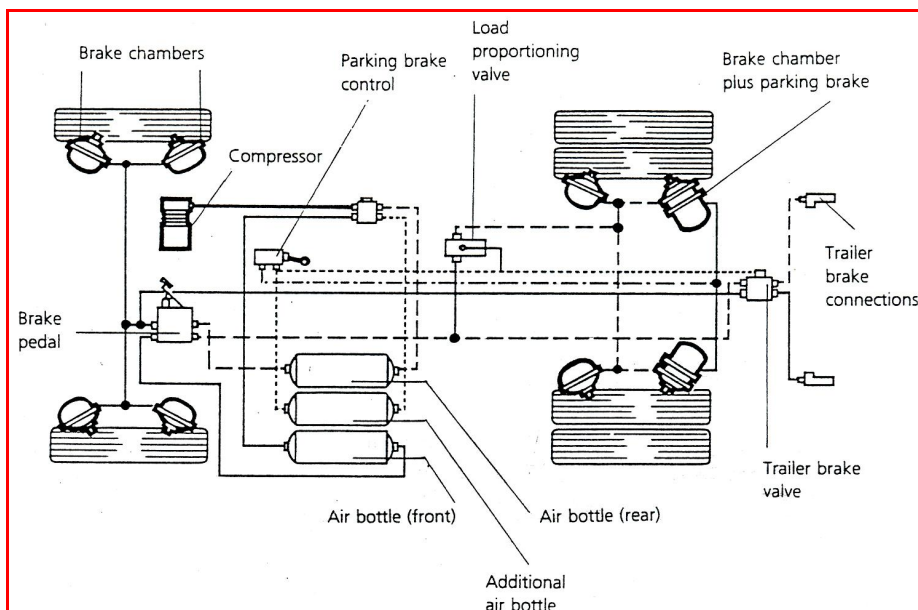 Brake chambers
Parking brake
control
Load
proportioning
valve
Brake chamber
plus parking brake
Compressor
Trailer
brake
connections
Brake
pedal
Trailer brake
valve
Air bottle (front)
Air bottle (rear)
Additional
air bottle